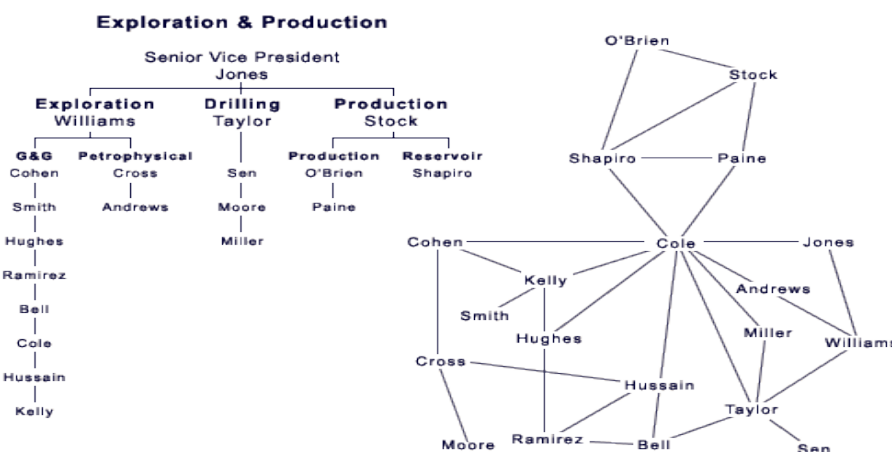 Exploration & Production
Senior Vice President
Jones
Exploration Drilling Production
Williams Taylor Stock
G&G Petrophysical Production Reservoir
Cohen Cross Sen O'Brien Shapiro
Smith Andrews Moore Paine
Hughes Miller
Ramirez
Bell
Cole
Hussain
Kelly
O'Brien
Stock
Shapiro Paine
Cohen Cole Jones
Kelly Andrews
Smith
Hughes Miller Williams
Cross
Hussain
Taylor
Moore Ramirez Bell Sen